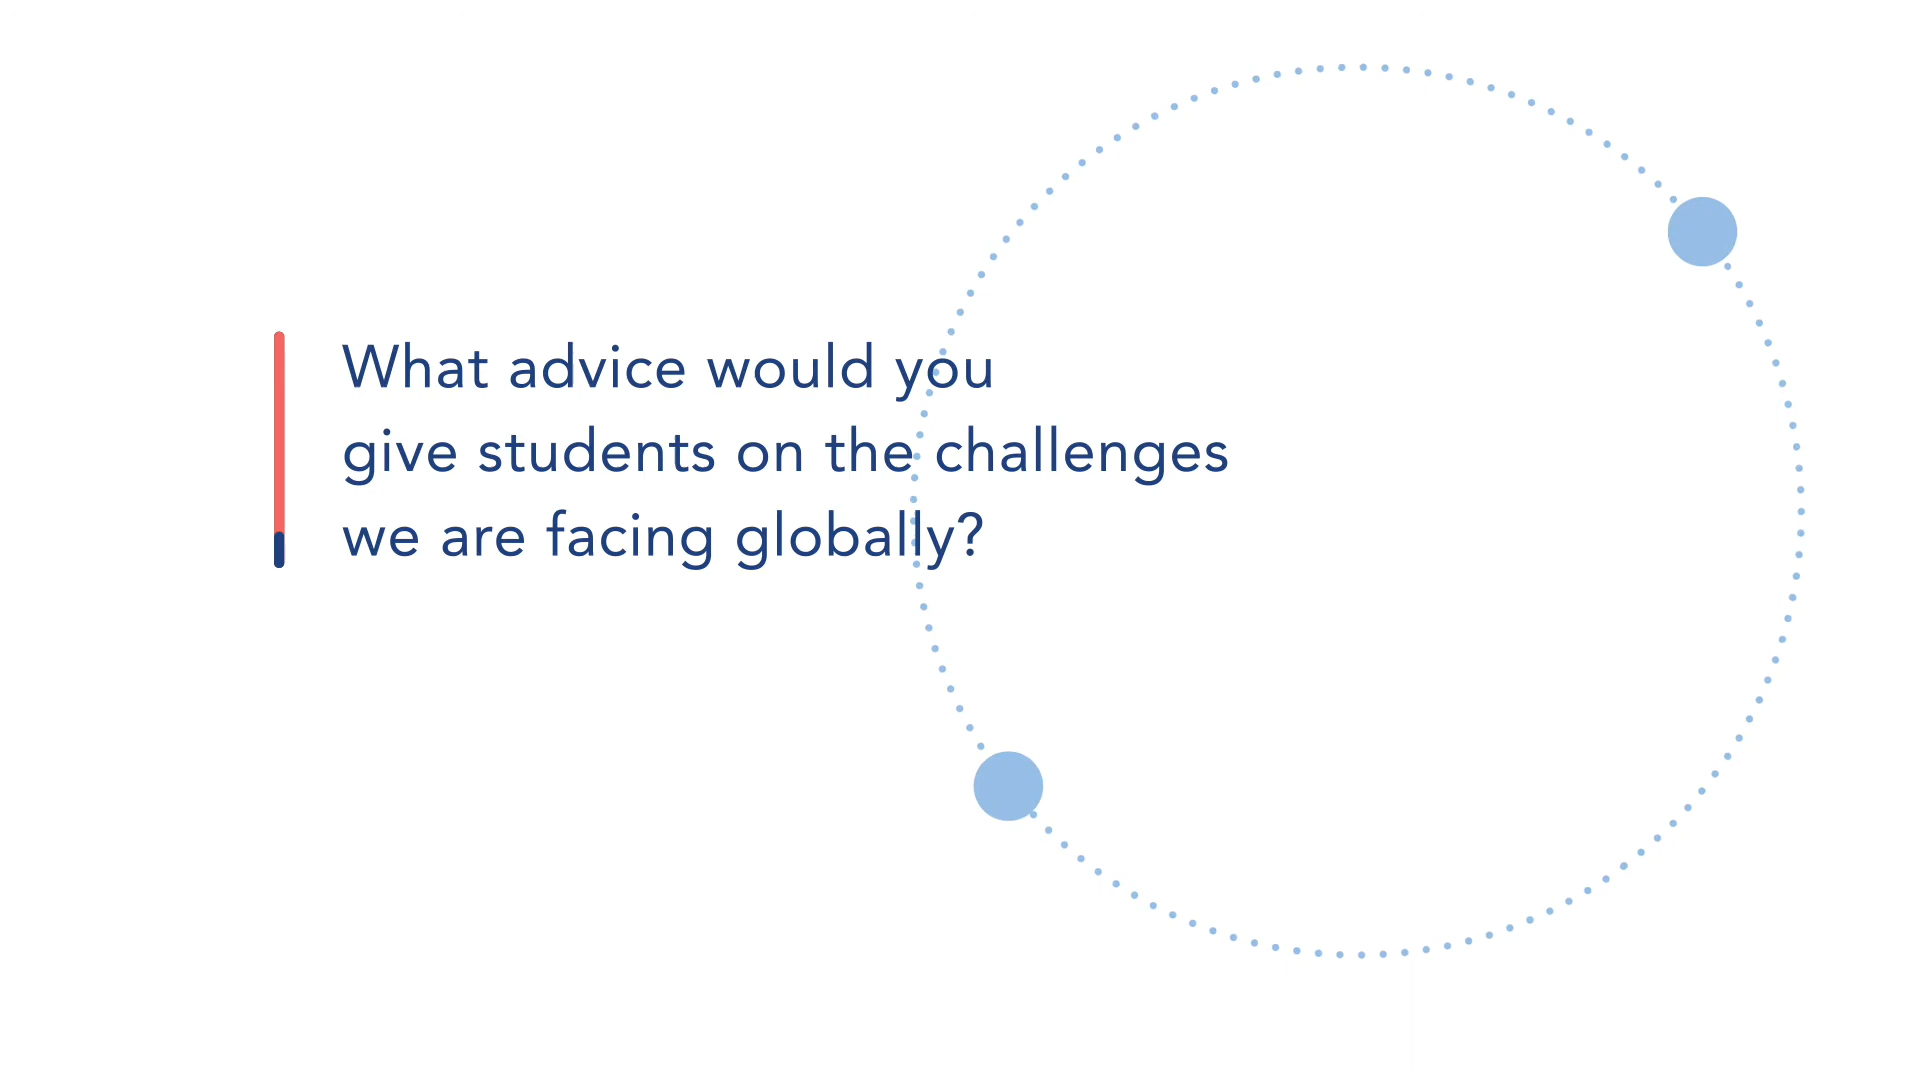 What advice would you
give students on the challenges
we are facing globally?